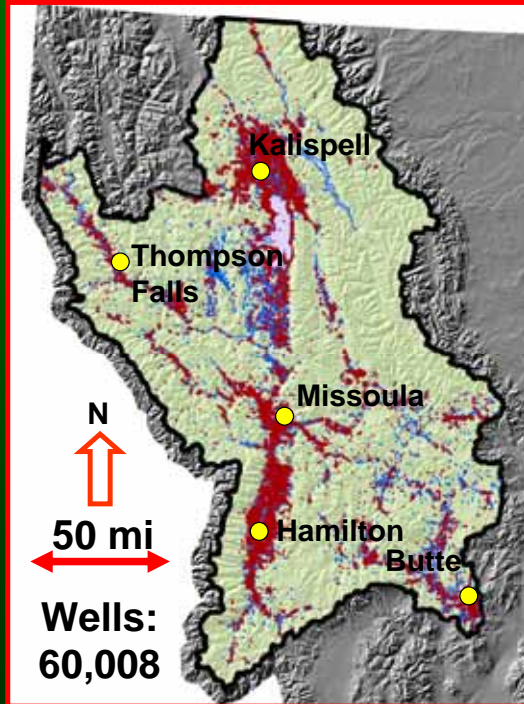 Kalispell
Thompson
Falls
Missoula
N
50 mi
Hamilton
Butte
Wells:
60,008